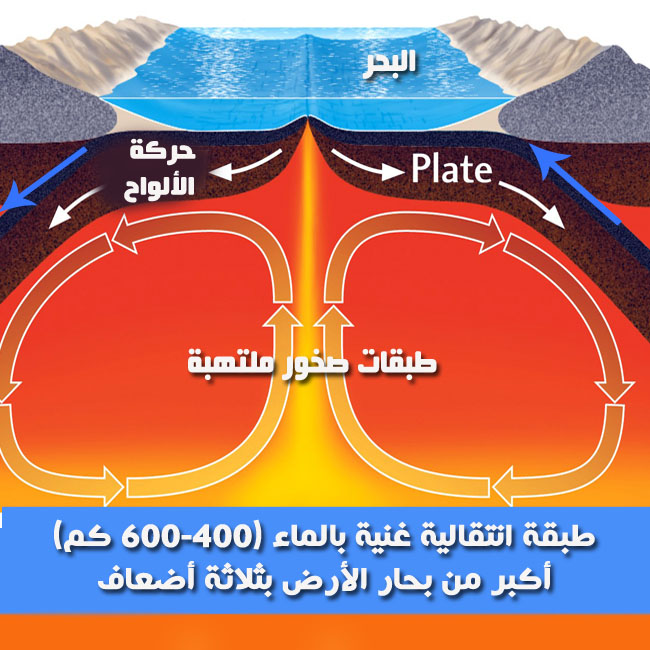 البحر
حركة
الألواح
Plate
طبقات صخور ملتهبة
طبقة انتقالية غنية بالماء (400-600 كم)
أكبر من بحار الأرض بثلاثة أضعاف